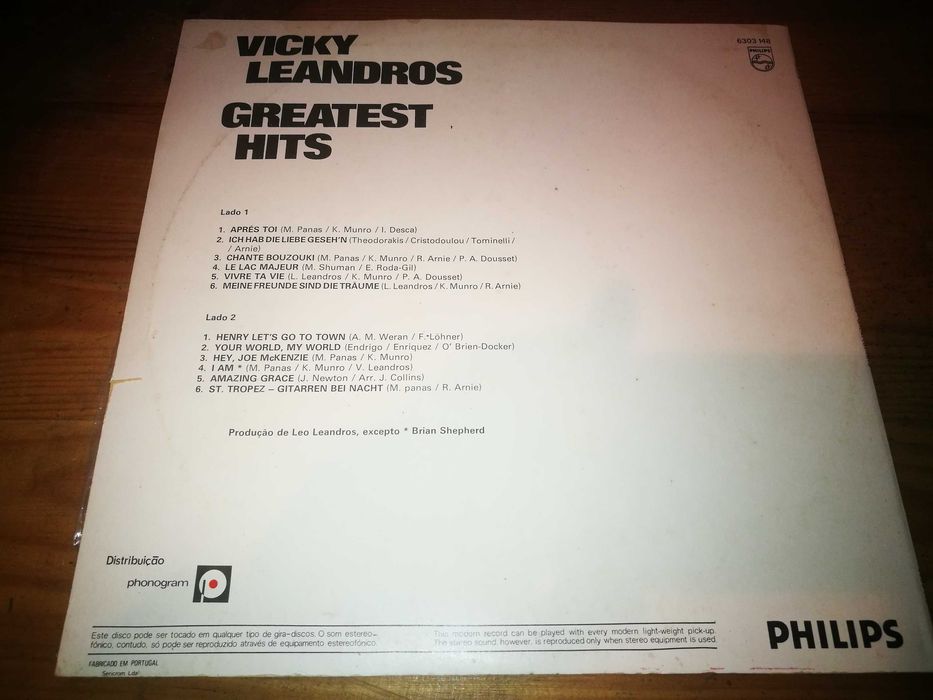 VICKY
LEANDROS
GREATEST
HITS
6303 148
PHILIPS
Lado 1
1. APRÉS TOI (M. Panas / K. Munro / I. Desca)
2. ICH HAB DIE LIEBE GESEH'N (Theodorakis / Cristodoulou / Tominelli /
/ Arnie)
3. CHANTE BOUZOUKI (M. Panas / K. Munro / R. Arnie / P. A. Dousset)
4. LE LAC MAJEUR (M. Shuman / E. Roda-Gil)
5. VIVRE TA VIE (L. Leandros / K. Munro / P. A. Dousset)
6. MEINE FREUNDE SIND DIE TRÄUME (L. Leandros / K. Munro / R. Arnie)
Lado 2
1. HENRY LET'S GO TO TOWN (A. M. Weran / F. Löhner)
2. YOUR WORLD, MY WORLD (Endrigo / Enriquez / O' Brien-Docker)
3. HEY, JOE McKENZIE (M. Panas / K. Munro)
4. I AM * (M. Panas / K. Munro / V. Leandros)
5. AMAZING GRACE (J. Newton / Arr. J. Collins)
6. ST. TROPEZ – GITARREN BEI NACHT (M. panas / R. Arnie)
Produção de Leo Leandros, excepto * Brian Shepherd
Distribuição
phonogram
Este disco pode ser tocado em qualquer tipo de gira-discos. O som estereo-
fónico, contudo, só pode ser reproduzido através de equipamento estereofónico.
This modern record can be played with every modern light-weight pick-up.
The stereo sound, however, is reproduced only when stereo equipment is used.
PHILIPS
FABRICADO EM PORTUGAL
Sericrom Lda